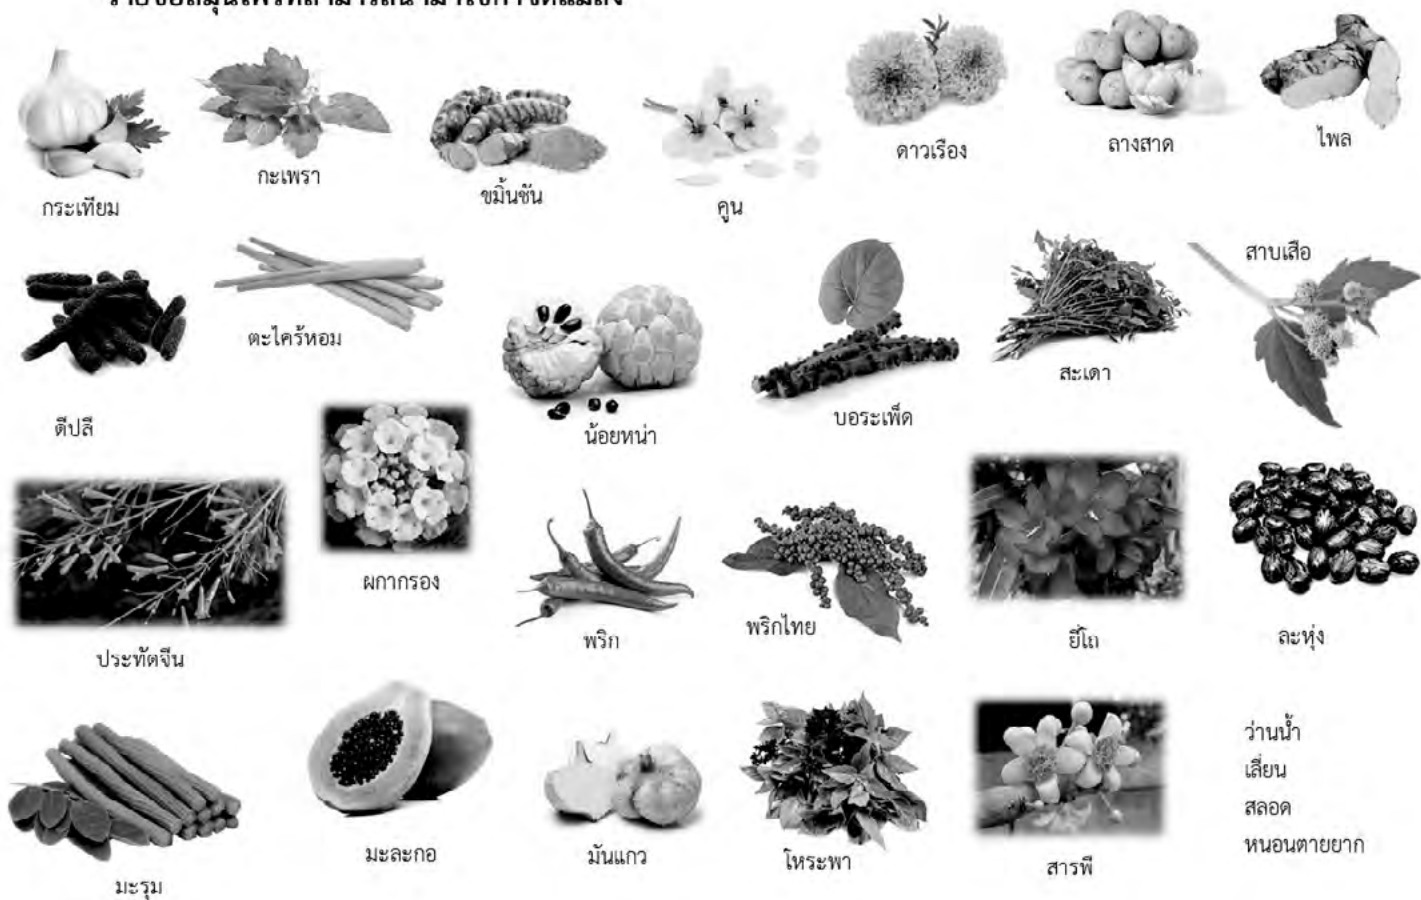 กระเทียม
กะเพรา
ขมิ้นชัน
คูน
ดาวเรือง
ลางสาด
ไพล
ดีปลี
ตะไคร้หอม
น้อยหน่า
บอระเพ็ด
สะเดา
สาบเสือ
ประทัดจีน
ผกากรอง
พริก
พริกไทย
ยี่โถ
ละหุ่ง
มะรุม
มะละกอ
มันแกว
โหระพา
สารพี
ว่านน้ำ
เลี่ยน
สลอด
หนอนตายยาก